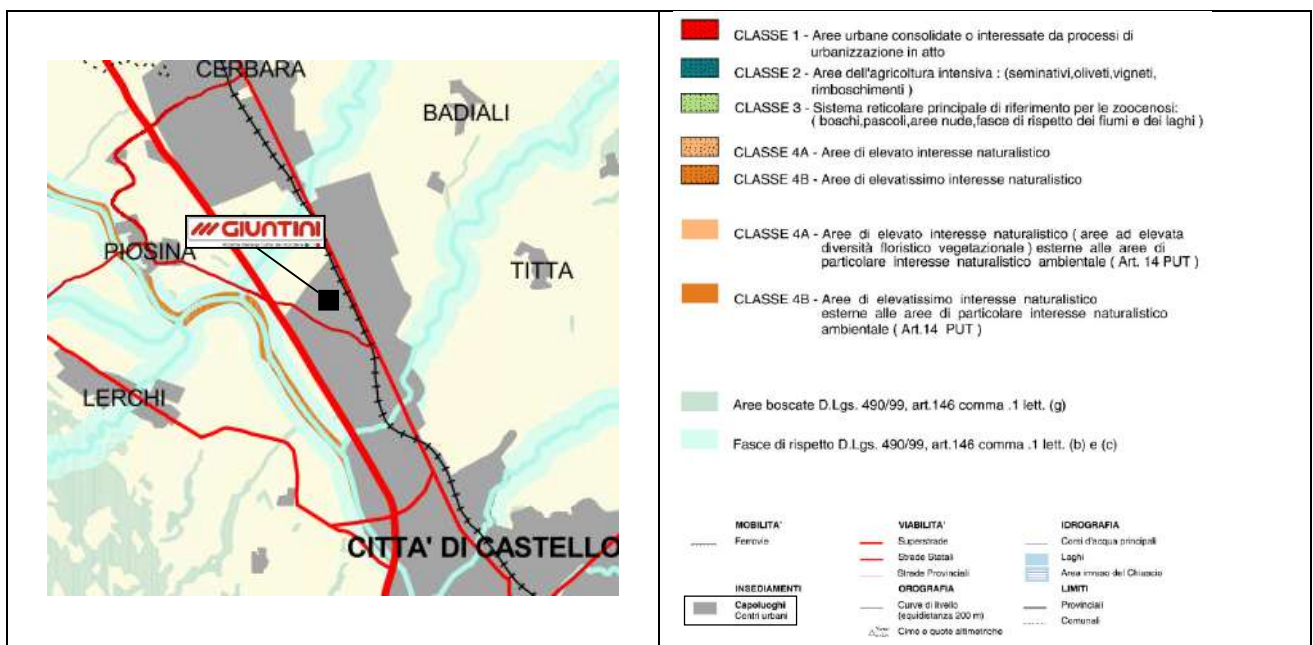 CERBARA
BADIALI
GIUNTINI
PIOSINA
TITTA
LERCHI
CITTA' DI CASTELLO
CLASSE 1 - Aree urbane consolidate o interessate da processi di
urbanizzazione in atto
CLASSE 2 - Aree dell'agricoltura intensiva : (seminativi,oliveti,vigneti,
rimboschimenti )
CLASSE 3 - Sistema reticolare principale di riferimento per le zoocenosi:
( boschi,pascoli,aree nude,fasce di rispetto dei fiumi e dei laghi )
CLASSE 4A - Aree di elevato interesse naturalistico
CLASSE 4B - Aree di elevatissimo interesse naturalistico
CLASSE 4A - Aree di elevato interesse naturalistico ( aree ad elevata
diversità floristico vegetazionale ) esterne alle aree di
particolare interesse naturalistico ambientale ( Art. 14 PUT )
CLASSE 4B - Aree di elevatissimo interesse naturalistico
esterne alle aree di particolare interesse naturalistico
ambientale ( Art.14 PUT )
Aree boscate D.Lgs. 490/99, art.146 comma .1 lett. (g)
Fasce di rispetto D.Lgs. 490/99, art.146 comma .1 lett. (b) e (c)
MOBILITA'
Ferrovie
VIABILITA'
Superstrade
Strade Statali
Strade Provinciali
IDROGRAFIA
Corsi d'acqua principali
Laghi
Area invaso del Chiascio
INSEDIAMENTI
Capoluoghi
Centri urbani
OROGRAFIA
Curve di livello
(equidistanza 200 m)
Cime e quote altimetriche
LIMITI
Provinciali
Comunali